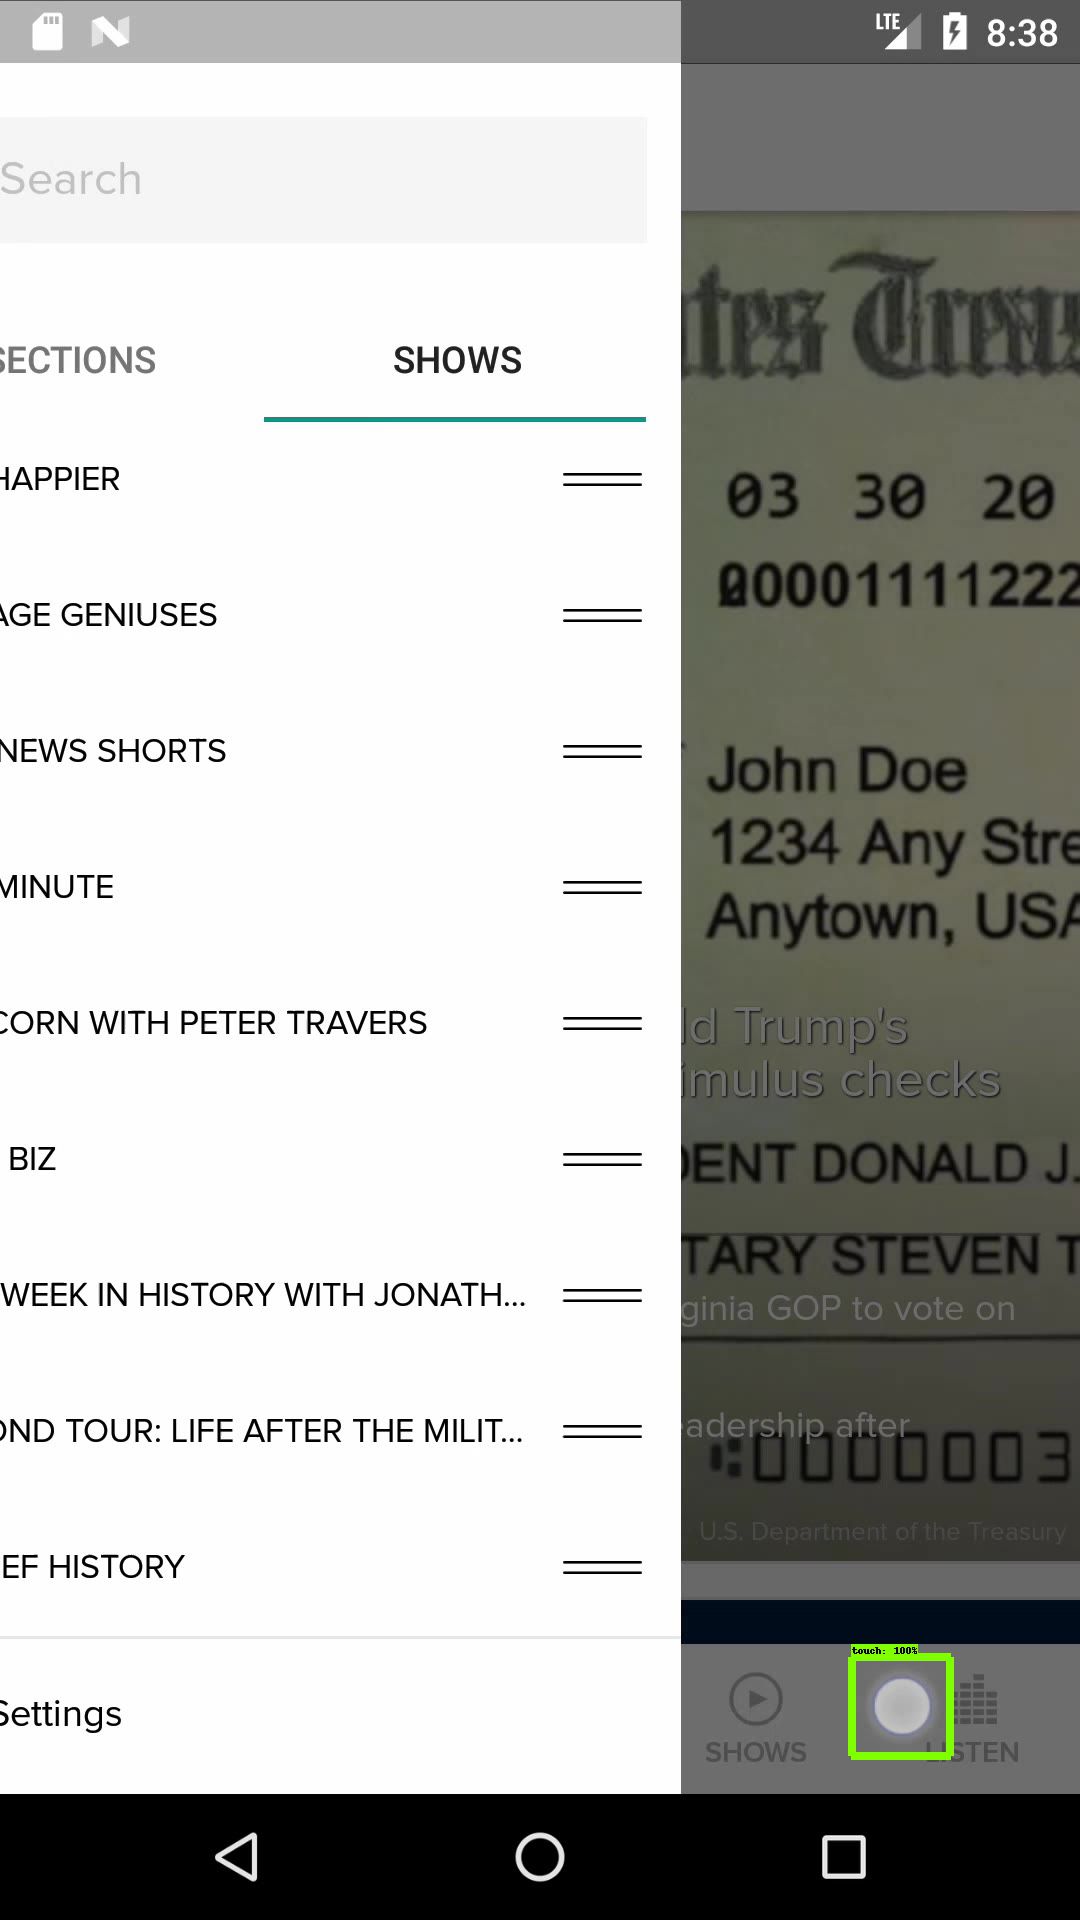 LTE 8:38
Search
SECTIONS SHOWS
HAPPIER
AGE GENIUSES
NEWS SHORTS
MINUTE
CORN WITH PETER TRAVERS
BIZ
WEEK IN HISTORY WITH JONATH...
OND TOUR: LIFE AFTER THE MILIT...
EF HISTORY
Settings
ates Treas
03 30 20
00001111222
John Doe
1234 Any Stre
Anytown, USA
ld Trump's
imulus checks
DENT DONALD J.
TARY STEVEN T
ginia GOP to vote on
eadership after
0000003
U.S. Department of the Treasury
touch: 100%
SHOWS LISTEN